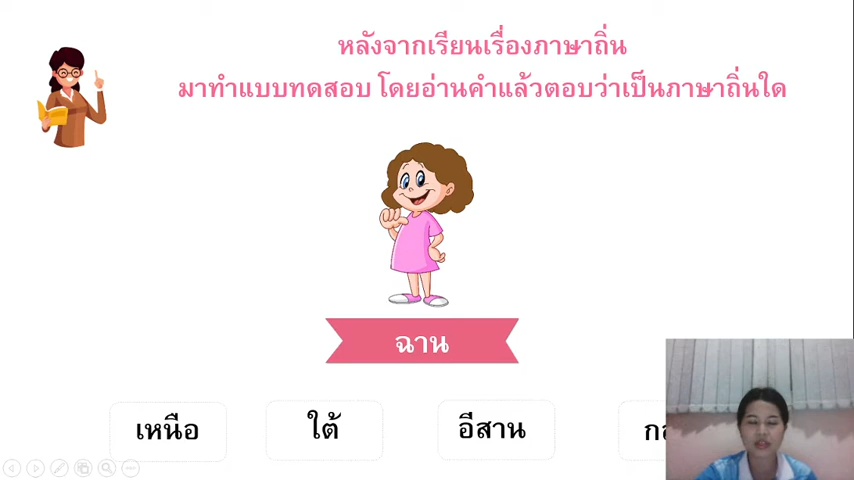 หลังจากเรียนเรื่องภาษาถิ่น
มาทำแบบทดสอบ โดยอ่านคำแล้วตอบว่าเป็นภาษาถิ่นใด
ฉาน
เหนือ
ใต้
อีสาน